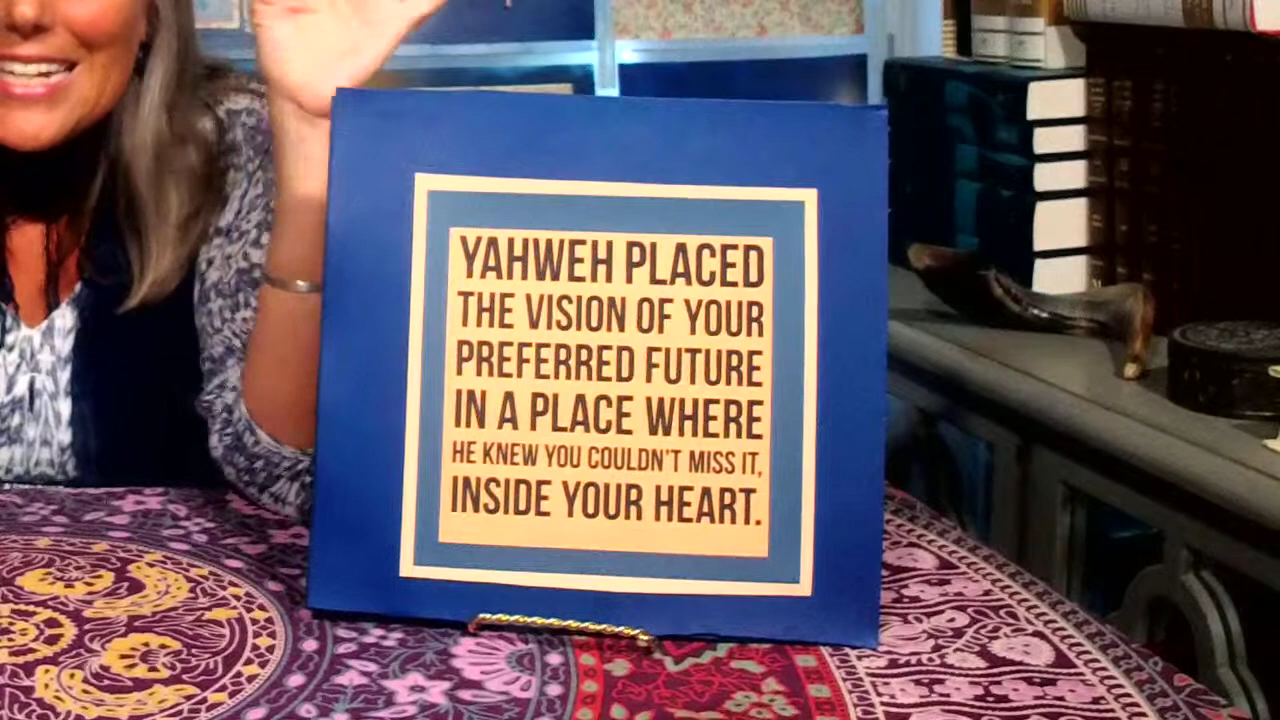 YAHWEH PLACED
THE VISION OF YOUR
PREFERRED FUTURE
IN A PLACE WHERE
HE KNEW YOU COULDN'T MISS IT,
INSIDE YOUR HEART.